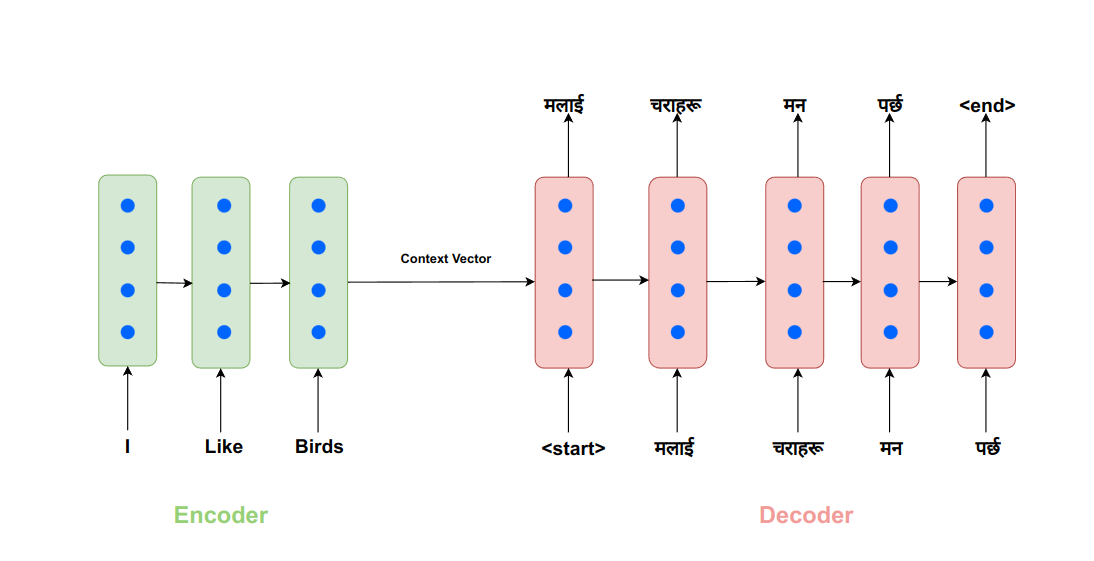 मलाई चराहरू मन पर्छ <end>
Context Vector
I Like Birds <start> मलाई चराहरू मन पर्छ
Encoder Decoder